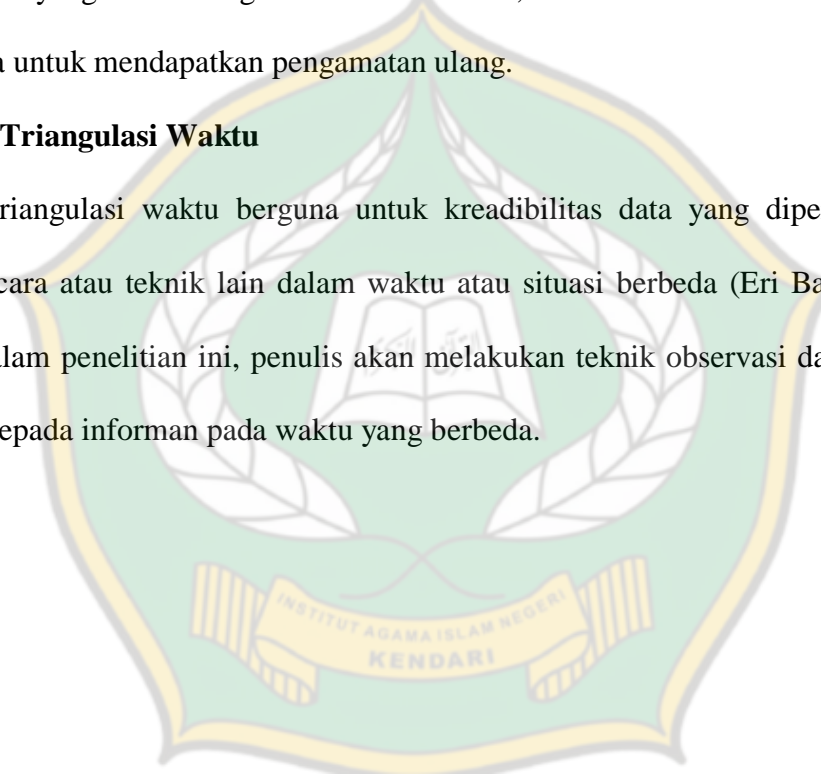 a untuk mendapatkan pengamatan ulang.
Triangulasi Waktu
riangulasi waktu berguna untuk kreadibilitas data yang dipe
cara atau teknik lain dalam waktu atau situasi berbeda (Eri Ba
alam penelitian ini, penulis akan melakukan teknik observasi da
epada informan pada waktu yang berbeda.
INSTITUT AGAMA ISLAM NEGERI
KENDARI